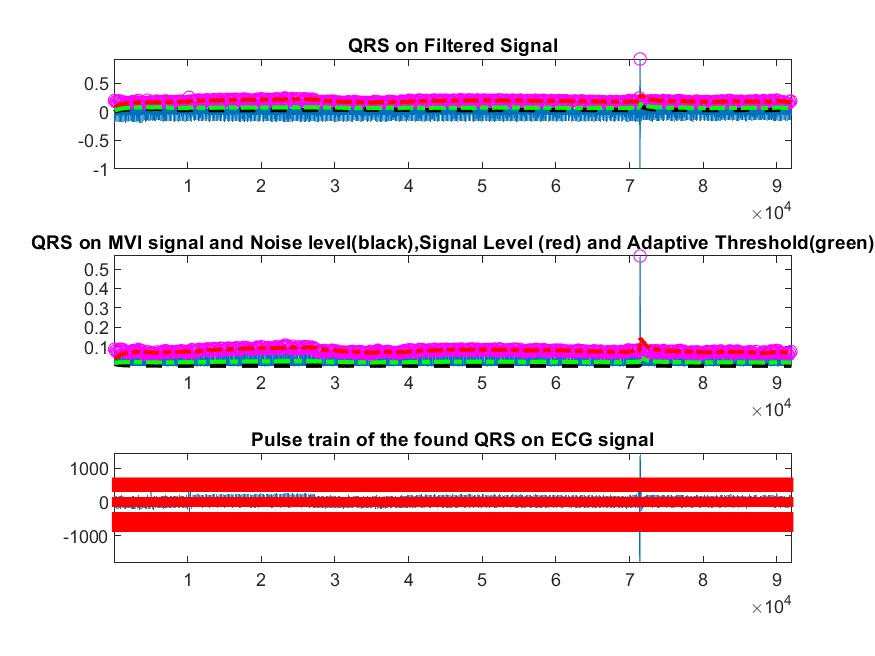 QRS on Filtered Signal
0.5
0
-0.5
-1
1 2 3 4 5 6 7 8 9
×10^4
QRS on MVI signal and Noise level(black),Signal Level (red) and Adaptive Threshold(green)
0.5
0.4
0.3
0.2
0.1
1 2 3 4 5 6 7 8 9
×10^4
Pulse train of the found QRS on ECG signal
1000
0
-1000
1 2 3 4 5 6 7 8 9
×10^4